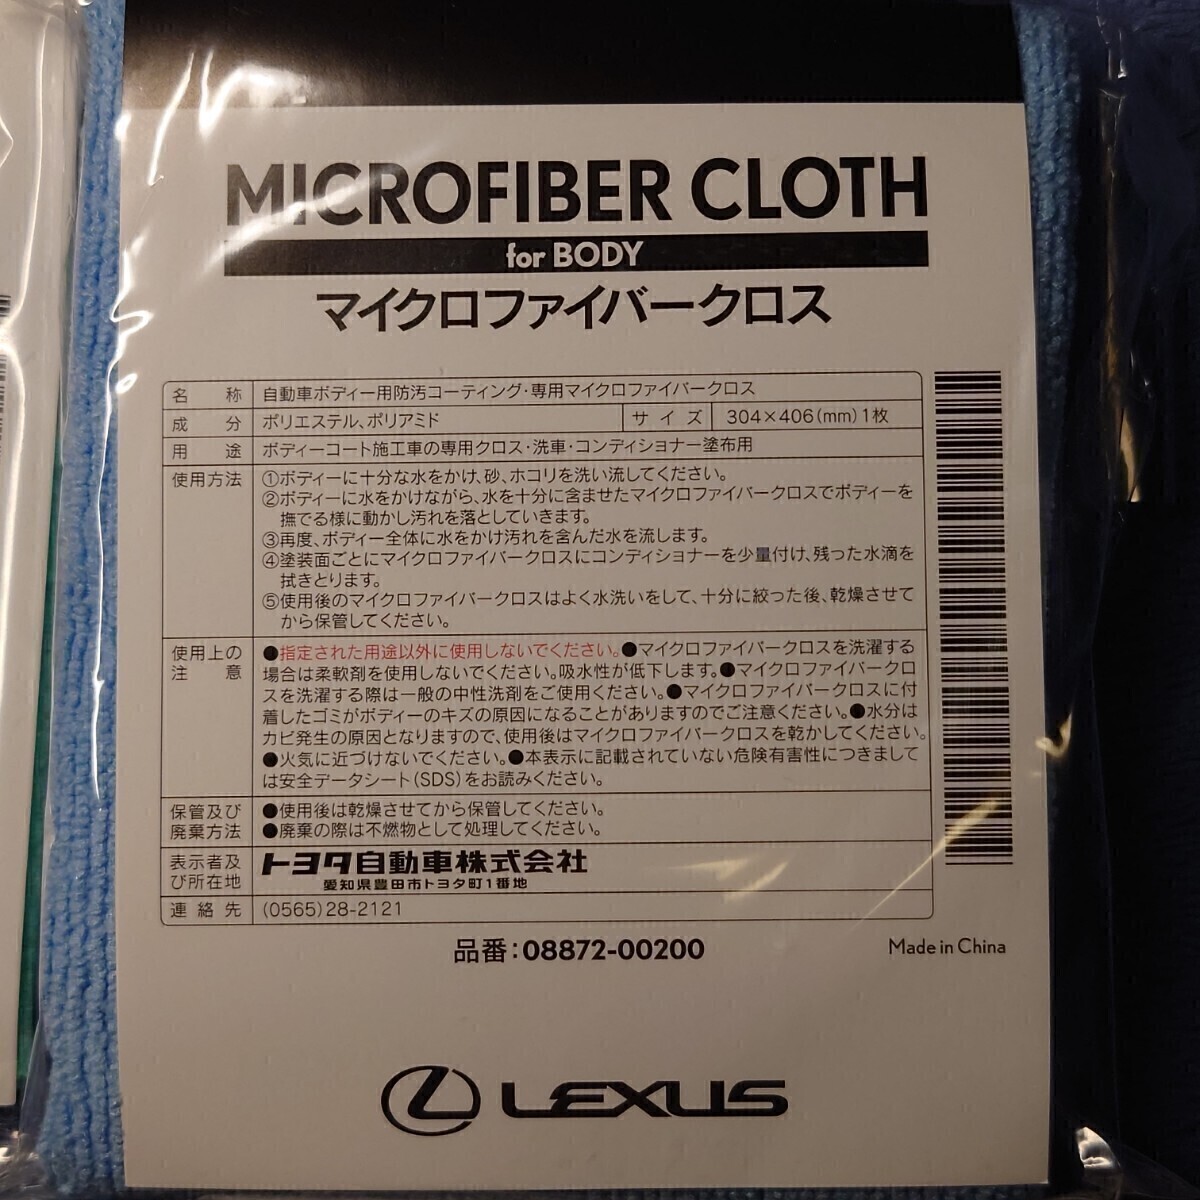 MICROFIBER CLOTH
for BODY
マイクロファイバークロス
名称 自動車ボディー用防汚コーティング・専用マイクロファイバークロス
成分 ポリエステル、ポリアミド サイズ 304×406(mm)1枚
用途 ボディーコート施工車の専用クロス・洗車・コンディショナー塗布用
使用方法 ①ボディーに十分な水をかけ、砂、ホコリを洗い流してください。
②ボディーに水をかけながら、水を十分に含ませたマイクロファイバークロスでボディーを
撫でる様に動かし汚れを落としていきます。
③再度、ボディー全体に水をかけ汚れを含んだ水を流します。
④塗装面ごとにマイクロファイバークロスにコンディショナーを少量付け、残った水滴を
拭きとります。
⑤使用後のマイクロファイバークロスはよく水洗いをして、十分に絞った後、乾燥させて
から保管してください。
使用上の ●指定された用途以外に使用しないでください。●マイクロファイバークロスを洗濯する
注意 場合は柔軟剤を使用しないでください。吸水性が低下します。●マイクロファイバークロ
スを洗濯する際は一般の中性洗剤をご使用ください。●マイクロファイバークロスに付
着したゴミがボディーのキズの原因になることがありますのでご注意ください。●水分は
カビ発生の原因となりますので、使用後はマイクロファイバークロスを乾かしてください。
●火気に近づけないでください。●本表示に記載されていない危険有害性につきまして
は安全データシート(SDS)をお読みください。
保管及び ●使用後は乾燥させてから保管してください。
廃棄方法 ●廃棄の際は不燃物として処理してください。
表示者及 トヨタ自動車株式会社
び所在地 愛知県豊田市トヨタ町1番地
連絡先 (0565)28-2121
品番:08872-00200
Made in China
LEXUS